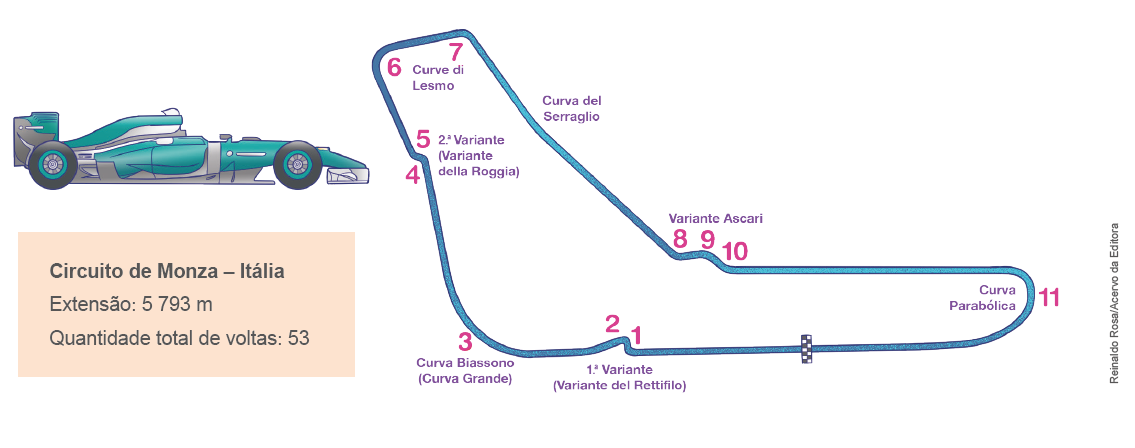 7
6
Curve di
Lesmo
Curva del
Serraglio
5
2.ª Variante
(Variante
della Roggia)
4
Variante Ascari
8
9
10
Circuito de Monza – Itália
Extensão: 5 793 m
Quantidade total de voltas: 53
Curva
Parabólica
11
3
Curva Biassono
(Curva Grande)
2
1
1.ª Variante
(Variante del Rettifilo)
Reinaldo Rosa/Acervo da Editora